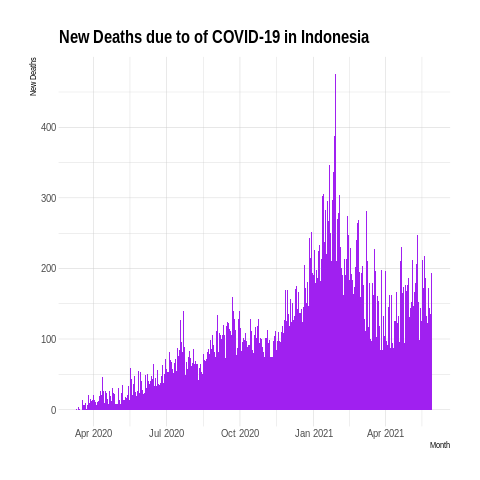 New Deaths due to of COVID-19 in Indonesia
New Deaths
400
300
200
100
0
Apr 2020 Jul 2020 Oct 2020 Jan 2021 Apr 2021
Month